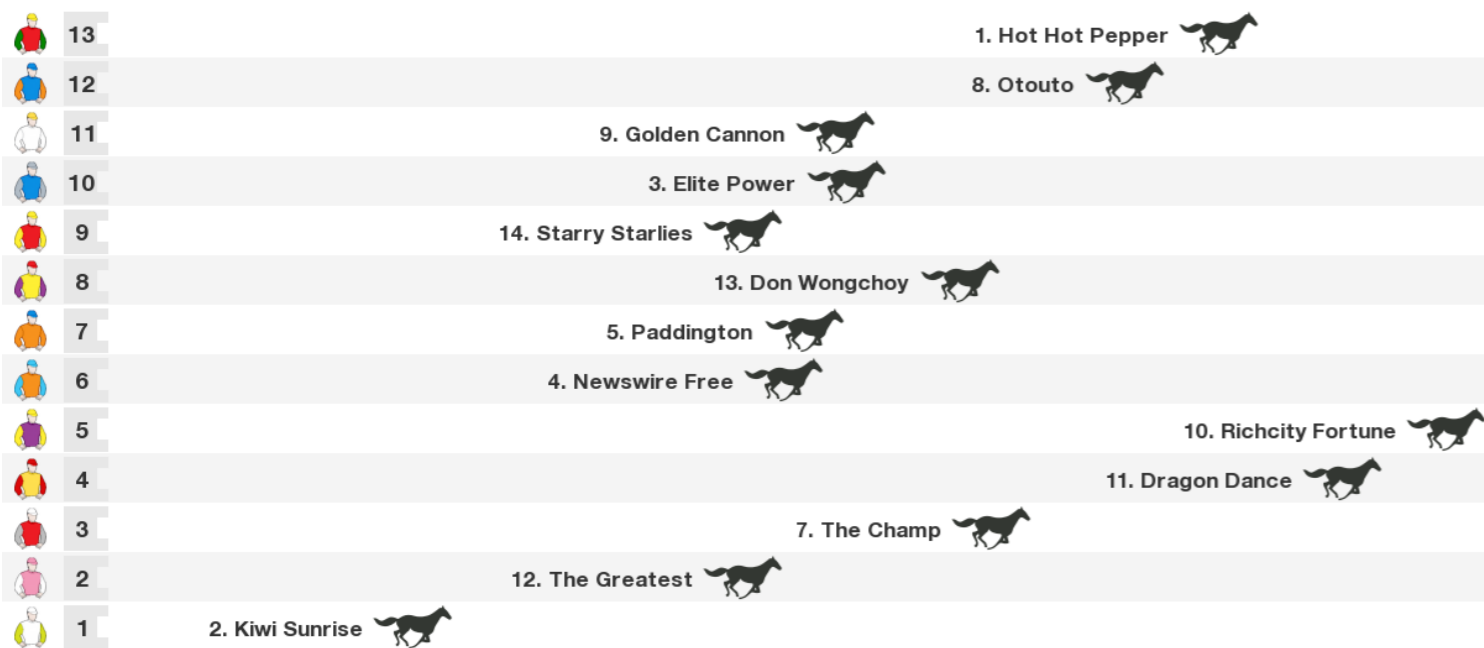 13 1. Hot Hot Pepper
12 8. Otouto
11 9. Golden Cannon
10 3. Elite Power
9 14. Starry Starlies
8 13. Don Wongchoy
7 5. Paddington
6 4. Newswire Free
5 10. Richcity Fortune
4 11. Dragon Dance
3 7. The Champ
2 12. The Greatest
1 2. Kiwi Sunrise